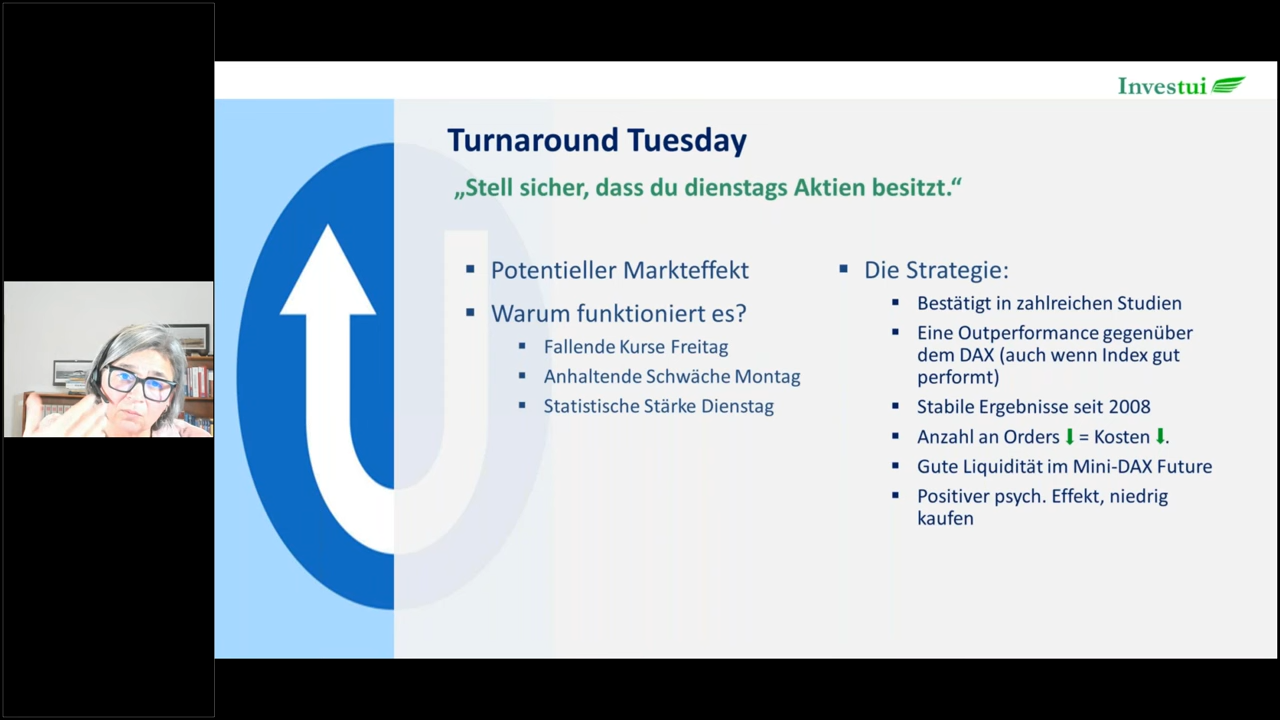 Investui
Turnaround Tuesday
„Stell sicher, dass du dienstags Aktien besitzt.“
Potentieller Markteffekt
Warum funktioniert es?
Fallende Kurse Freitag
Anhaltende Schwäche Montag
Statistische Stärke Dienstag
Die Strategie:
Bestätigt in zahlreichen Studien
Eine Outperformance gegenüber
dem DAX (auch wenn Index gut
performt)
Stabile Ergebnisse seit 2008
Anzahl an Orders ⬇ = Kosten ⬇.
Gute Liquidität im Mini-DAX Future
Positiver psych. Effekt, niedrig
kaufen